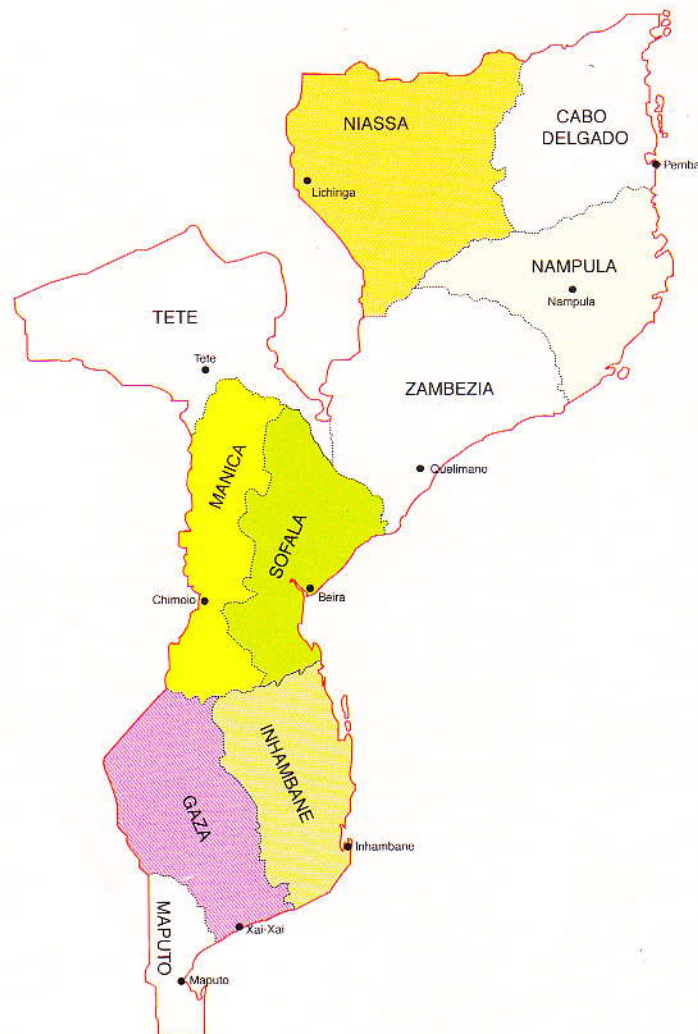 NIASSA
CABO
DELGADO
Lichinga
Pemba
NAMPULA
Nampula
TETE
Tete
ZAMBEZIA
Quelimane
MANICA
SOFALA
Chimoio
Beira
INHAMBANE
GAZA
Inhambane
MAPUTO
Xai-Xai
Maputo